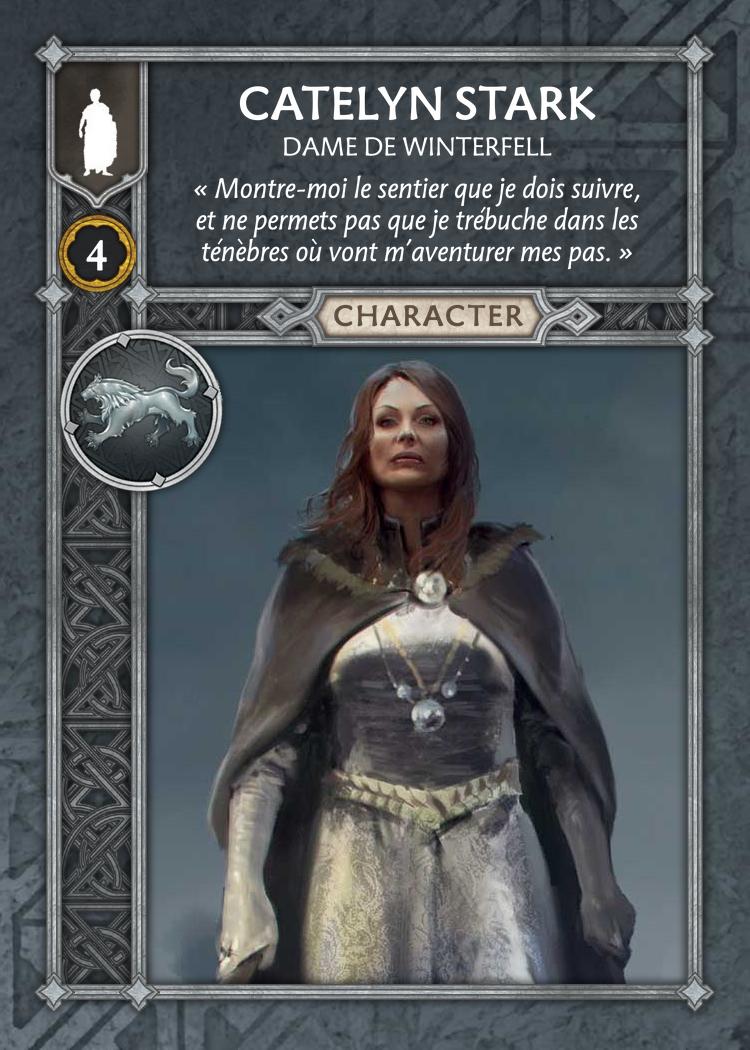 CATELYN STARK
DAME DE WINTERFELL
« Montre-moi le sentier que je dois suivre,
et ne permets pas que je trébuche dans les
ténèbres où vont m'aventurer mes pas. »
4
CHARACTER